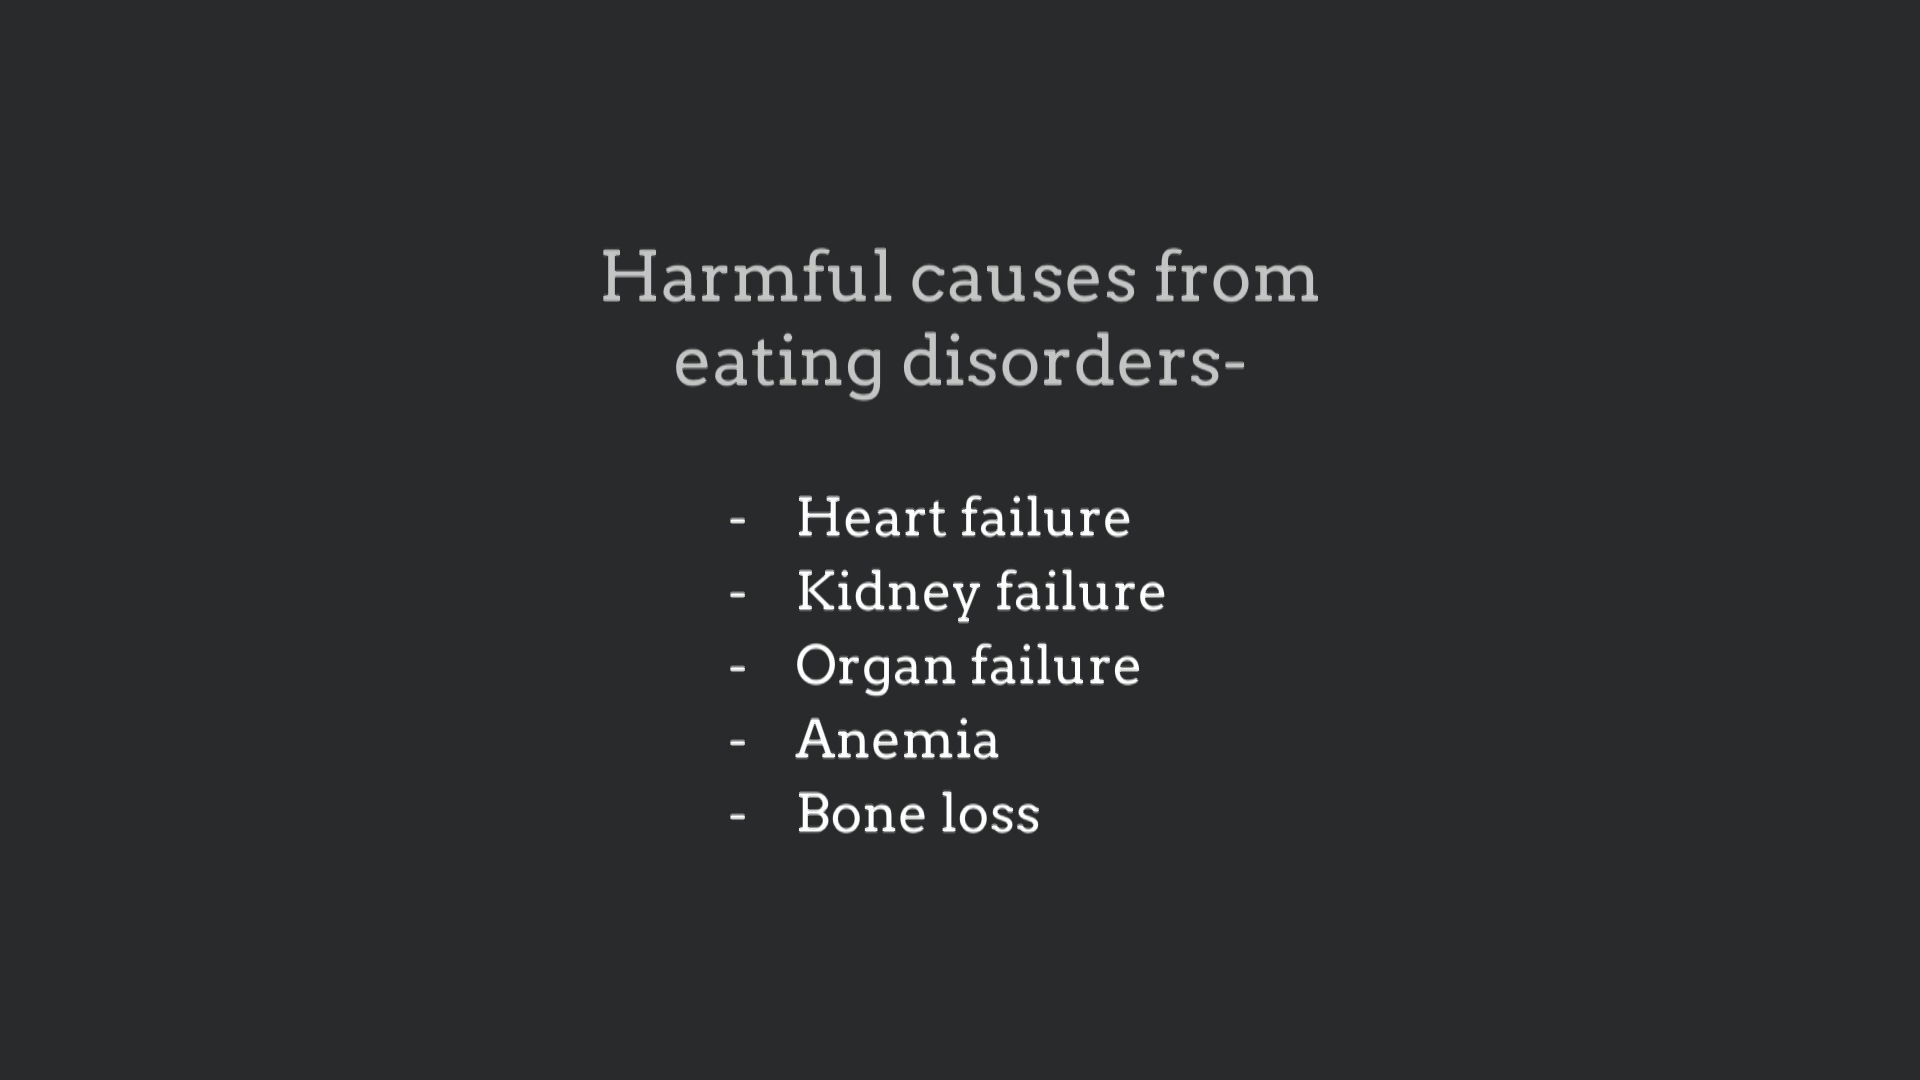 Harmful causes from
eating disorders-
- Heart failure
- Kidney failure
- Organ failure
- Anemia
- Bone loss